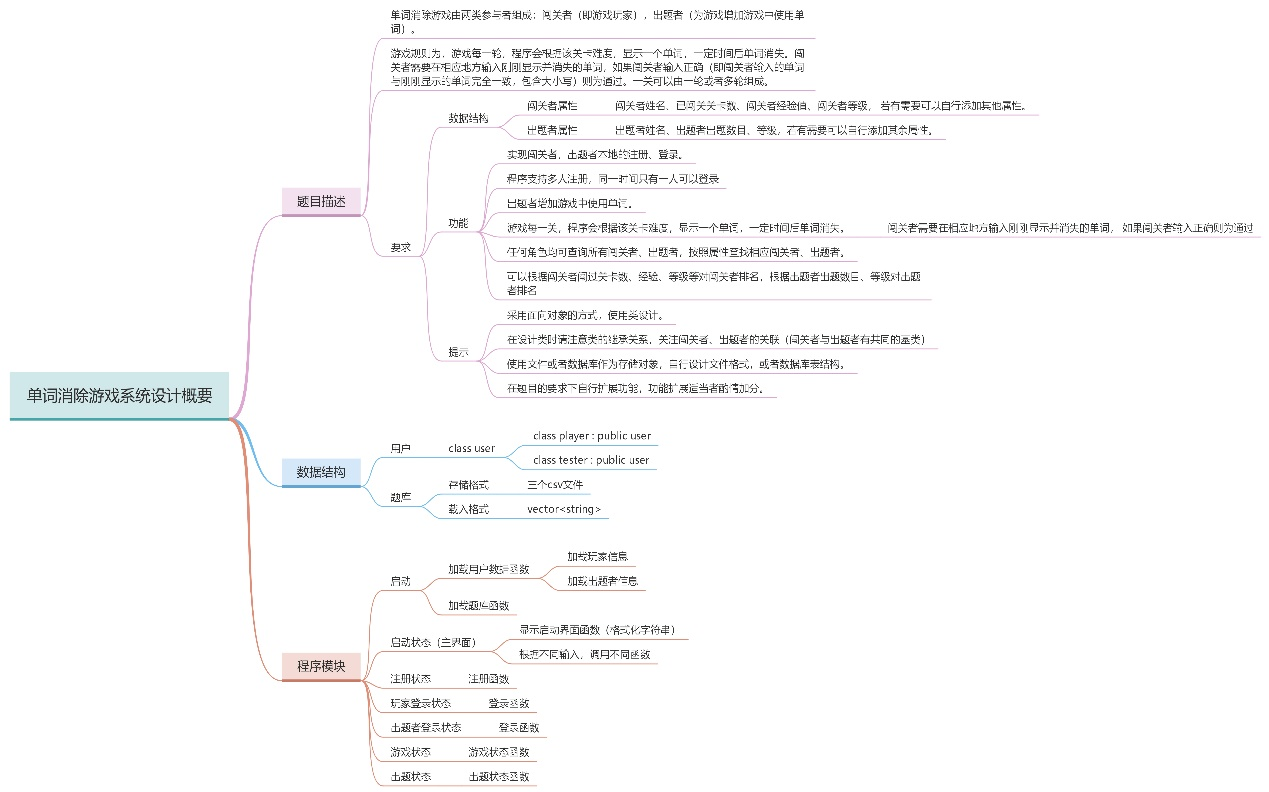 单词消除游戏系统设计概要
题目描述
单词消除游戏由两类参与者组成：闯关者（即游戏玩家），出题者（为游戏增加游戏中使用单
词）。
游戏规则为，游戏每一轮，程序会根据该关卡难度，显示一个单词，一定时间后单词消失。闯
关者需要在相应地方输入刚刚显示并消失的单词，如果闯关者输入正确（即闯关者输入的单词
与刚刚显示的单词完全一致，包含大小写）则为通过。一关可以由一轮或者多轮组成。
要求
数据结构
闯关者属性
闯关者姓名、已闯关关卡数、闯关者经验值、闯关者等级， 若有需要可以自行添加其他属性。
出题者属性
出题者姓名、出题者出题数目、等级，若有需要可以自行添加其余属性。
功能
实现闯关者，出题者本地的注册、登录。
程序支持多人注册，同一时间只有一人可以登录
出题者增加游戏中使用单词。
游戏每一关，程序会根据该关卡难度，显示一个单词，一定时间后单词消失。
闯关者需要在相应地方输入刚刚显示并消失的单词， 如果闯关者输入正确则为通过
任何角色均可查询所有闯关者、出题者，按照属性查找相应闯关者、出题者。
可以根据闯关者闯过关卡数、经验、等级等对闯关者排名，根据出题者出题数目、等级对出题
者排名
提示
采用面向对象的方式，使用类设计。
在设计类时请注意类的继承关系，关注闯关者、出题者的关联（闯关者与出题者有共同的基类）
使用文件或者数据库作为存储对象，自行设计文件格式，或者数据库表结构。
在题目的要求下自行扩展功能，功能扩展适当者酌情加分。
数据结构
用户
class user
class player : public user
class tester : public user
题库
存储格式
三个csv文件
载入格式
vector<string>
程序模块
启动
加载用户数据函数
加载玩家信息
加载出题者信息
加载题库函数
启动状态（主界面）
显示启动界面函数（格式化字符串）
根据不同输入，调用不同函数
注册状态
注册函数
玩家登录状态
登录函数
出题者登录状态
登录函数
游戏状态
游戏状态函数
出题状态
出题状态函数